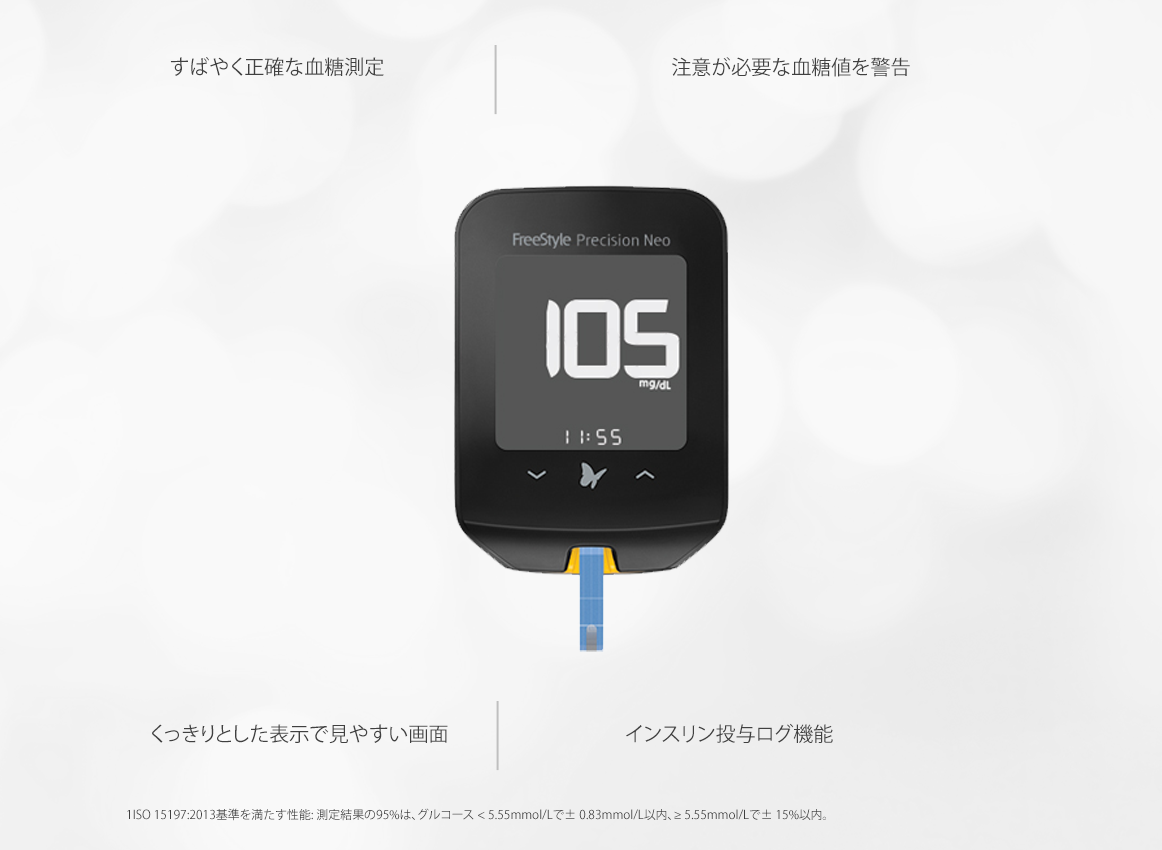 すばやく正確な血糖測定
注意が必要な血糖値を警告
FreeStyle Precision Neo
105
mg/dL
11:55
くっきりとした表示で見やすい画面
インスリン投与ログ機能
1ISO 15197:2013基準を満たす性能: 測定結果の95%は、グルコース < 5.55mmol/Lで± 0.83mmol/L以内、≥ 5.55mmol/Lで± 15%以内。